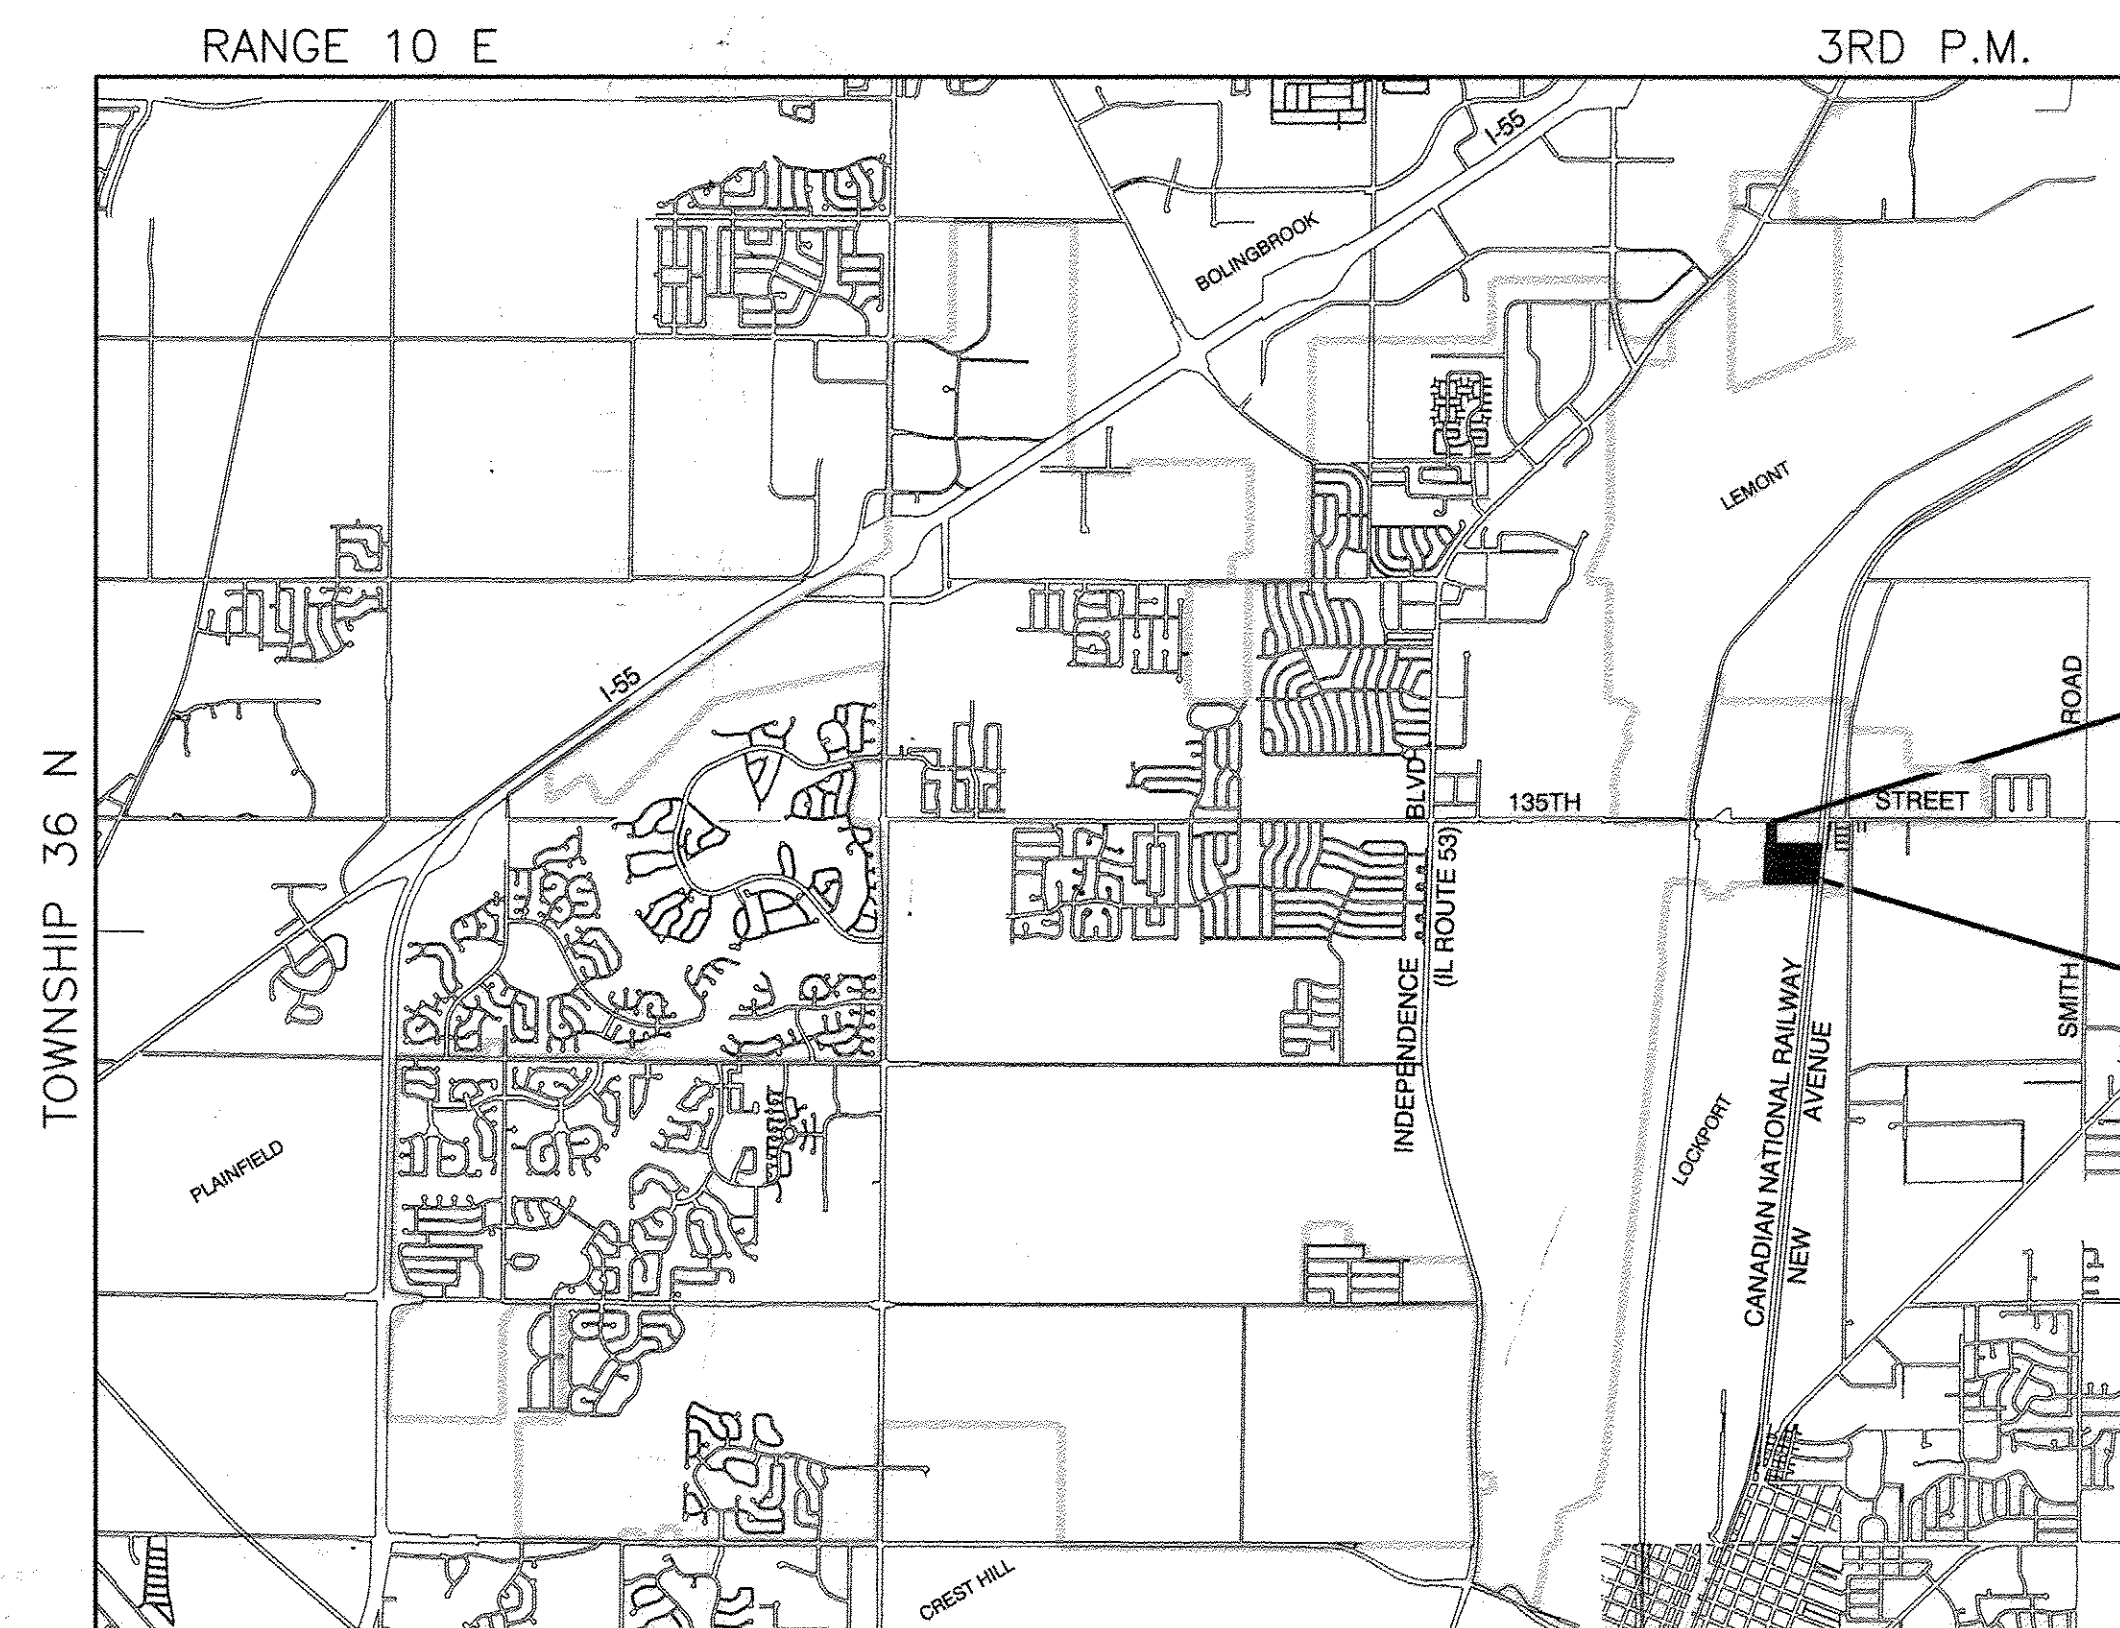 RANGE 10 E
3RD P.M.
I-55
BOLINGBROOK
LEMONT
I-55
ROAD
TOWNSHIP 36 N
BLVD
135TH
STREET
(IL ROUTE 53)
INDEPENDENCE
SMITH
CANADIAN NATIONAL RAILWAY
NEW
AVENUE
LOCKPORT
PLAINFIELD
CREST HILL